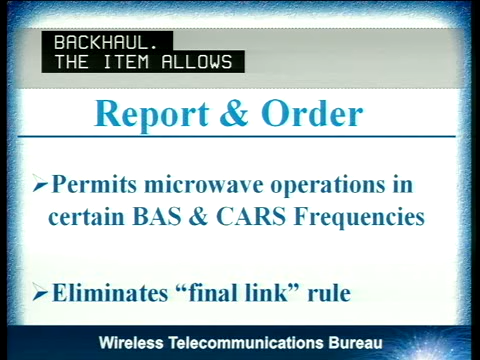 BACKHAUL.
THE ITEM ALLOWS
Report & Order
Permits microwave operations in
certain BAS & CARS Frequencies
Eliminates “final link” rule
Wireless Telecommunications Bureau